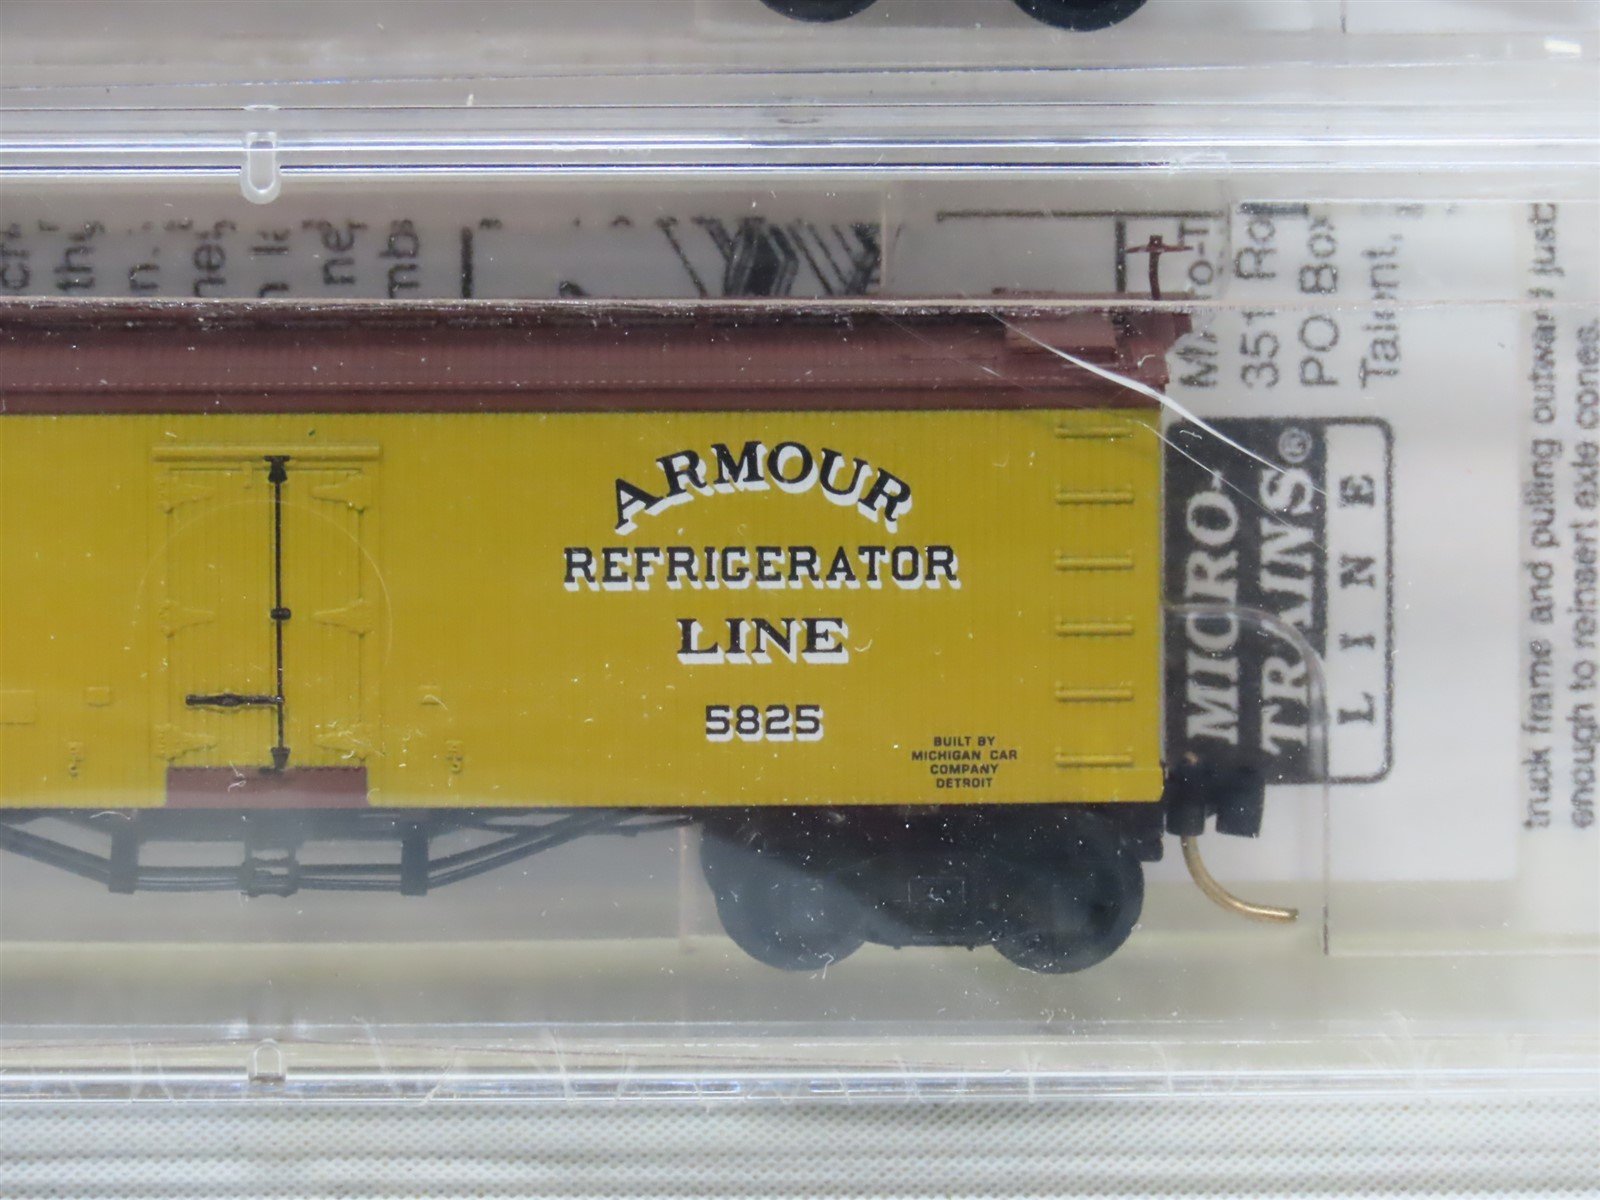 ARMOUR
REFRIGERATOR
LINE
5825
BUILT BY
MICHIGAN CAR
COMPANY
DETROIT
MICRO-
TRAINS®
LINE
351
PO Box
Talent,
truck frame and pulling outward just
enough to reinsert axle cones.